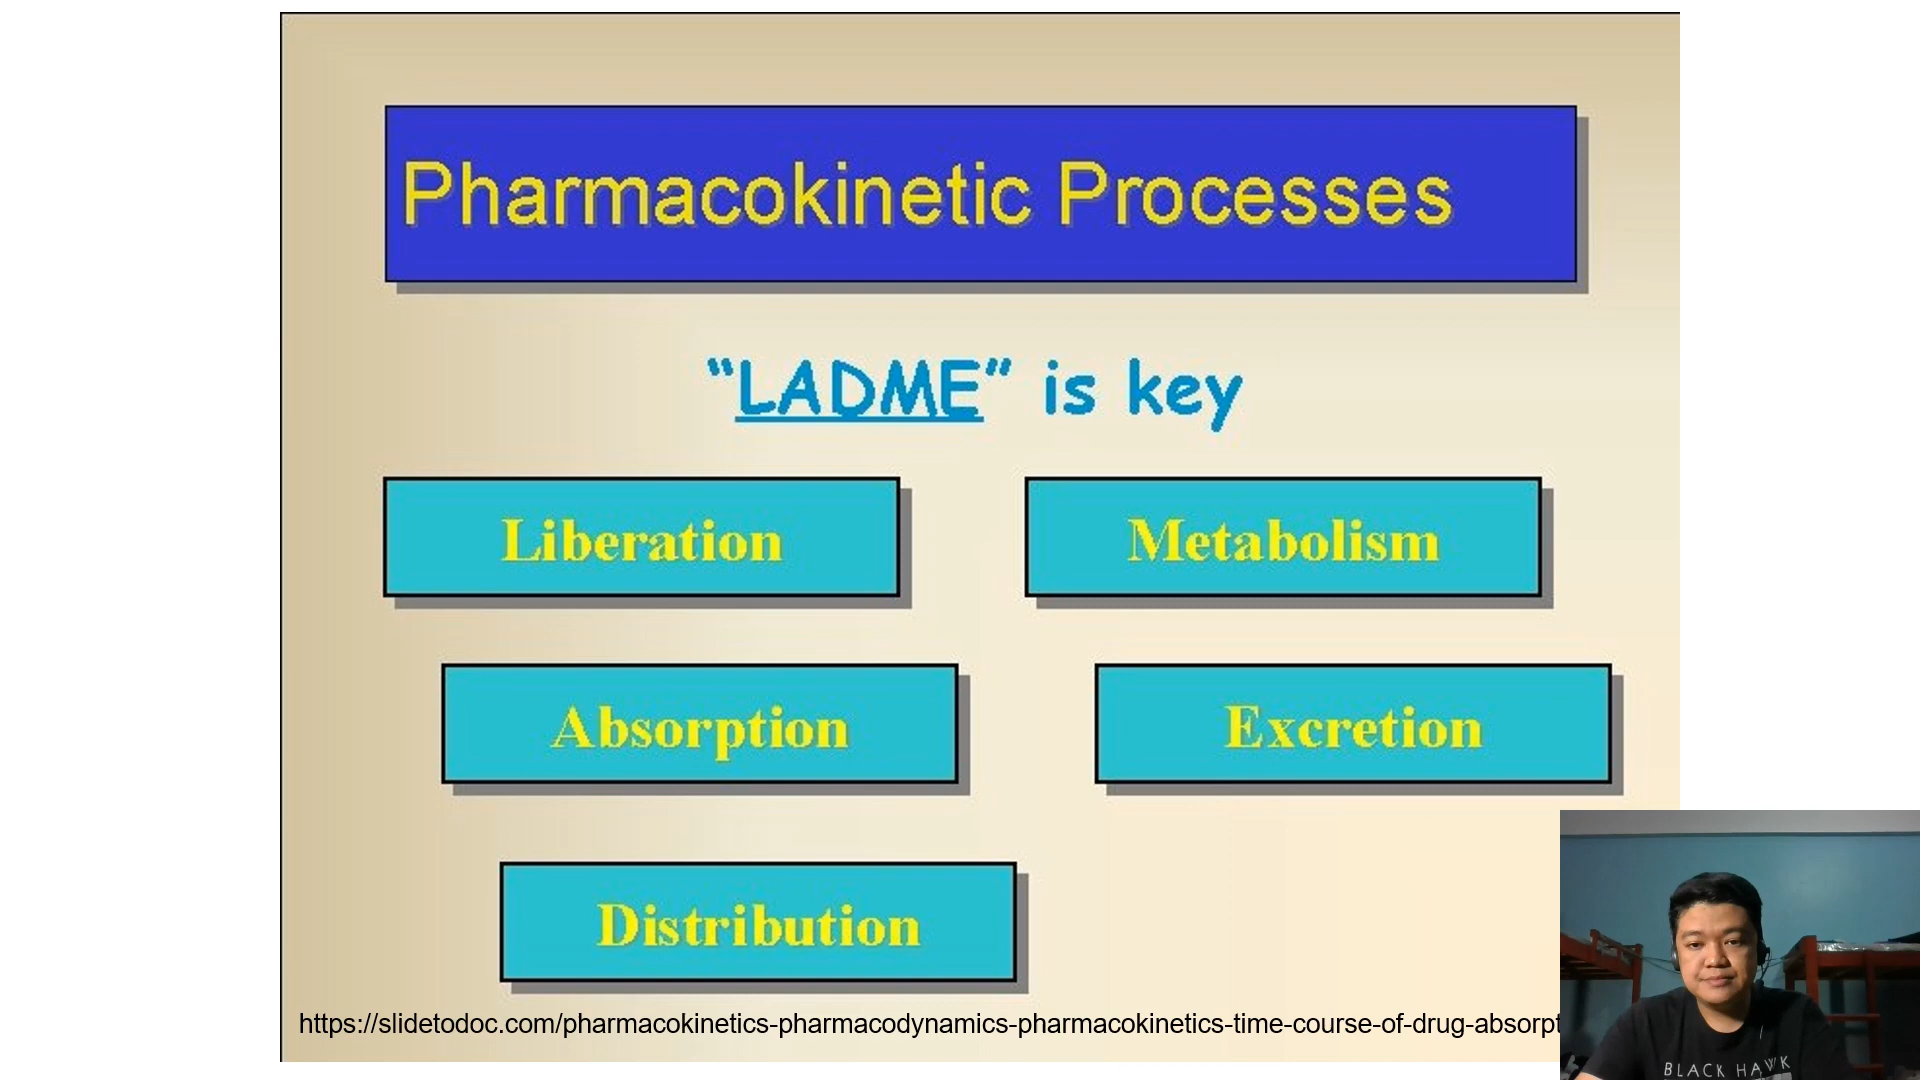 Pharmacokinetic Processes
“LADME” is key
Liberation
Metabolism
Absorption
Excretion
Distribution
https://slidetodoc.com/pharmacokinetics-pharmacodynamics-pharmacokinetics-time-course-of-drug-absorpt
BLACK HAWK